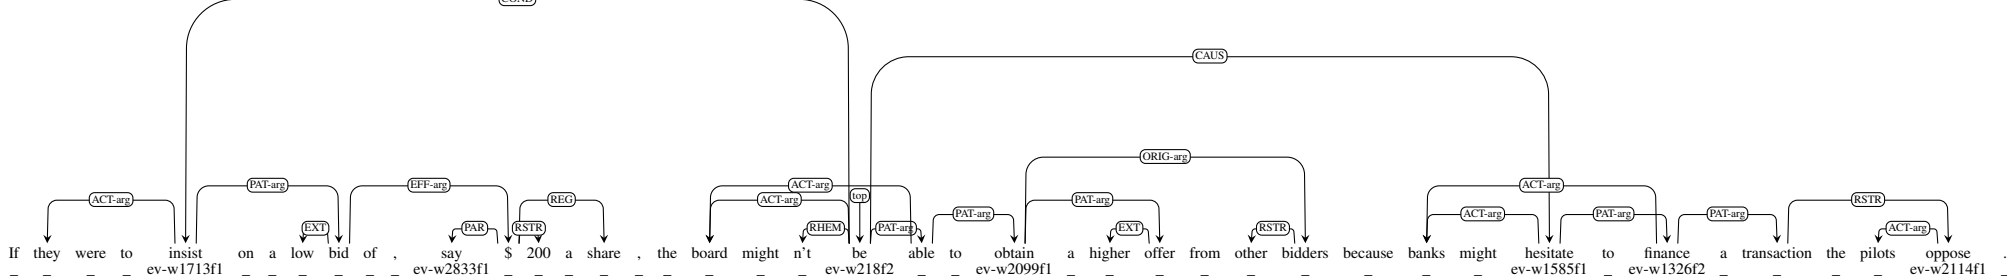 COND
CAUS
ORIG-arg
PAT-arg EFF-arg ACT-arg ACT-arg
ACT-arg REG ACT-arg top PAT-arg PAT-arg RSTR
PAT-arg ACT-arg PAT-arg PAT-arg
EXT PAR RSTR RHEM PAT-arg EXT RSTR ACT-arg
If they were to insist on a low bid of , say $ 200 a share , the board might n't be able to obtain a higher offer from other bidders because banks might hesitate to finance a transaction the pilots oppose .
_ _ _ _ ev-w1713f1 _ _ _ _ _ _ ev-w2833f1 _ _ _ _ _ _ _ _ _ ev-w218f2 _ _ ev-w2099f1 _ _ _ _ _ _ _ _ _ ev-w1585f1 _ ev-w1326f2 _ _ _ _ ev-w2114f1 _